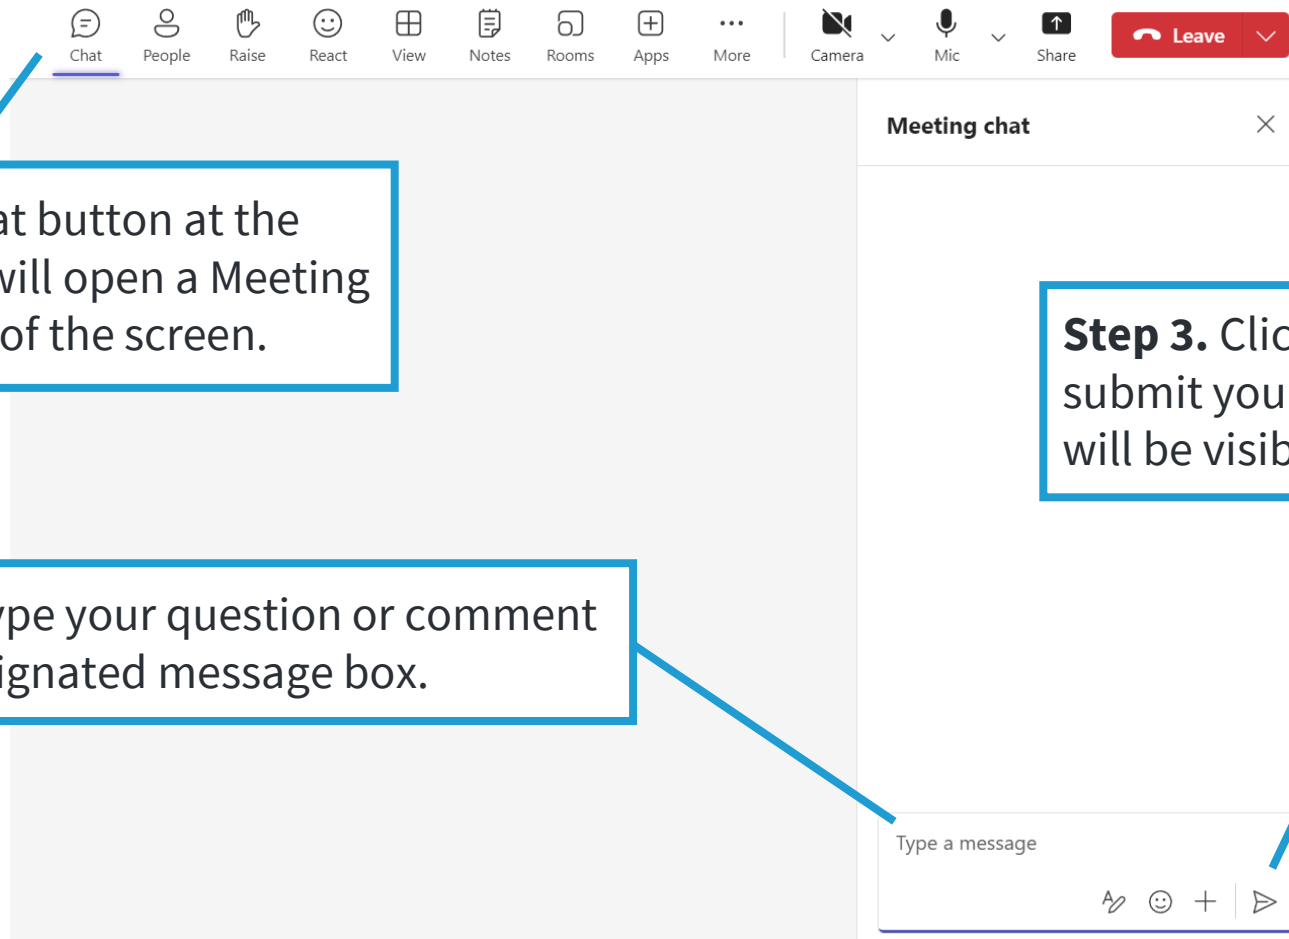 Chat People Raise React View Notes Rooms Apps More Camera Mic Share Leave
Meeting chat
at button at the
will open a Meeting
of the screen.
Step 3. Clic
submit you
will be visib
ype your question or comment
ignated message box.
Type a message